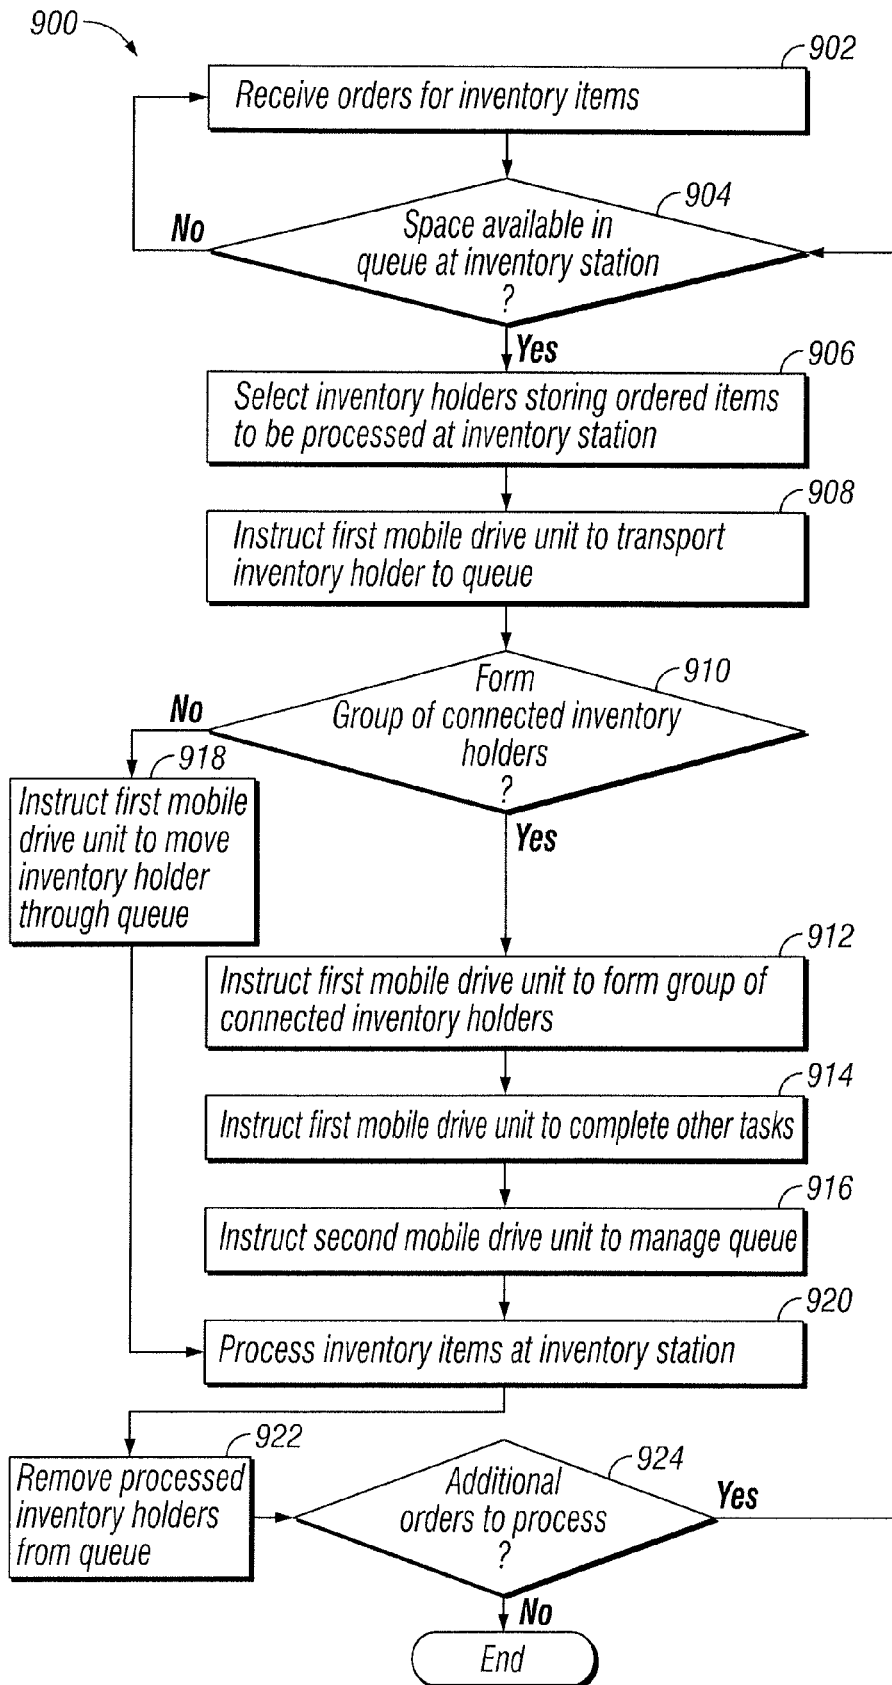 900
902
Receive orders for inventory items
904
Space available in
queue at inventory station
?
No
Yes
906
Select inventory holders storing ordered items
to be processed at inventory station
908
Instruct first mobile drive unit to transport
inventory holder to queue
910
Form
Group of connected inventory
holders
?
No
Yes
918
Instruct first mobile
drive unit to move
inventory holder
through queue
912
Instruct first mobile drive unit to form group of
connected inventory holders
914
Instruct first mobile drive unit to complete other tasks
916
Instruct second mobile drive unit to manage queue
920
Process inventory items at inventory station
922
Remove processed
inventory holders
from queue
924
Additional
orders to process
?
Yes
No
End